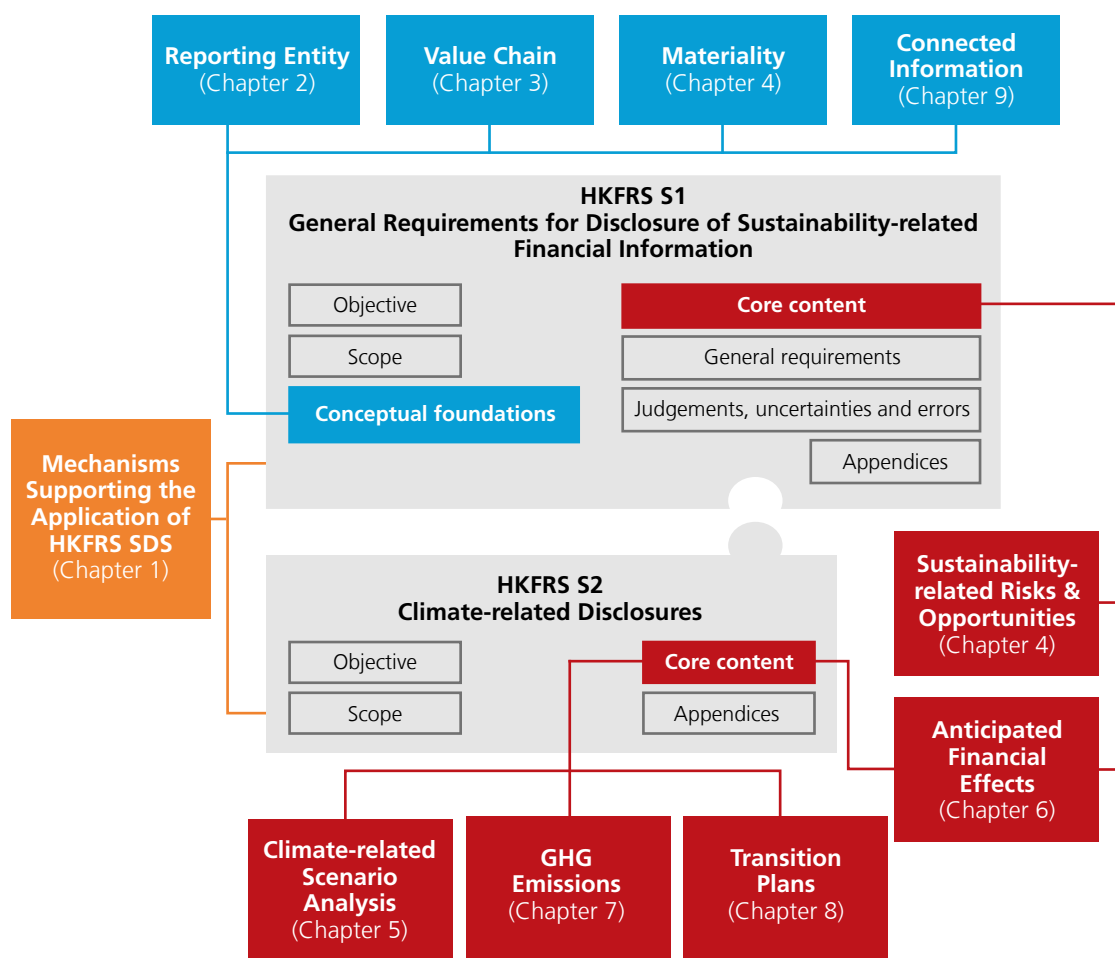 Reporting Entity
(Chapter 2)
Value Chain
(Chapter 3)
Materiality
(Chapter 4)
Connected
Information
(Chapter 9)
HKFRS S1
General Requirements for Disclosure of Sustainability-related
Financial Information
Objective
Scope
Conceptual foundations
Core content
General requirements
Judgements, uncertainties and errors
Appendices
Mechanisms
Supporting the
Application of
HKFRS SDS
(Chapter 1)
HKFRS S2
Climate-related Disclosures
Objective
Scope
Core content
Appendices
Sustainability-
related Risks &
Opportunities
(Chapter 4)
Anticipated
Financial
Effects
(Chapter 6)
Climate-related
Scenario
Analysis
(Chapter 5)
GHG
Emissions
(Chapter 7)
Transition
Plans
(Chapter 8)